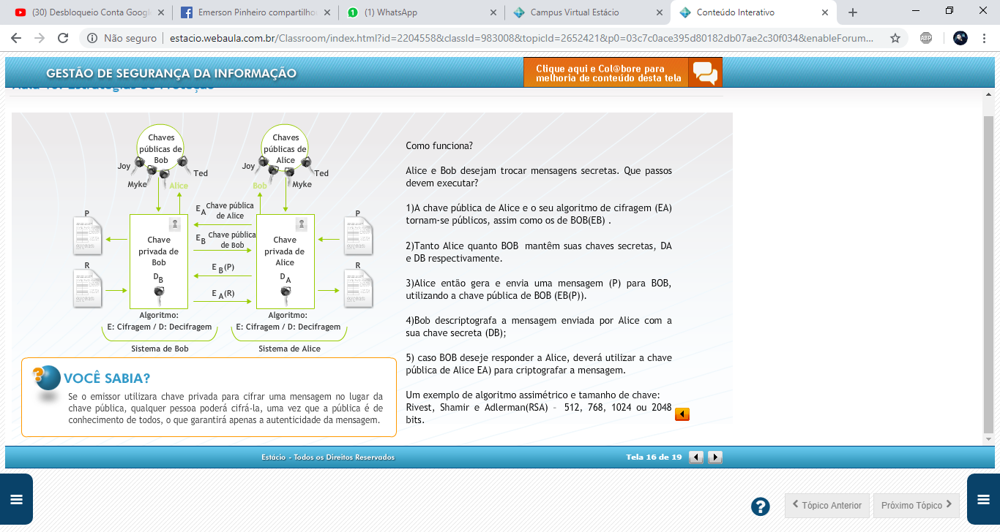 (30) Desbloqueio Conta Googl
Emerson Pinheiro compartilho
(1) WhatsApp
Campus Virtual Estácio
Conteúdo Interativo
Não seguro
estacio.webaula.com.br/Classroom/index.html?id=2204558&classId=983008&topicId=2652421&p0=03c7c0ace395d80182db07ae2c30f034&enableForum...
ABP
GESTÃO DE SEGURANÇA DA INFORMAÇÃO
Clique aqui e Col@bore para
melhoria de conteúdo desta tela
Aula 10: Estratégias de Proteção
Chaves
públicas de
Bob
Joy
Myke
Alice
Ted
Chaves
públicas de
Alice
Joy
Bob
Myke
Ted
P
R
Chave
privada de
Bob
DB
EA Chave pública
de Alice
EB Chave pública
de Bob
EB(P)
EA(R)
Chave
privada de
Alice
DA
P
R
Algoritmo:
E: Cifragem / D: Decifragem
Sistema de Bob
Algoritmo:
E: Cifragem / D: Decifragem
Sistema de Alice
VOCÊ SABIA?
Se o emissor utilizara chave privada para cifrar uma mensagem no lugar da
chave pública, qualquer pessoa poderá cifrá-la, uma vez que a pública é de
conhecimento de todos, o que garantirá apenas a autenticidade da mensagem.
Como funciona?
Alice e Bob desejam trocar mensagens secretas. Que passos
devem executar?
1)A chave pública de Alice e o seu algoritmo de cifragem (EA)
tornam-se públicos, assim como os de BOB(EB) .
2)Tanto Alice quanto BOB mantêm suas chaves secretas, DA
e DB respectivamente.
3)Alice então gera e envia uma mensagem (P) para BOB,
utilizando a chave pública de BOB (EB(P)).
4)Bob descriptografa a mensagem enviada por Alice com a
sua chave secreta (DB);
5) caso BOB deseje responder a Alice, deverá utilizar a chave
pública de Alice EA) para criptografar a mensagem.
Um exemplo de algoritmo assimétrico e tamanho de chave:
Rivest, Shamir e Adlerman(RSA) - 512, 768, 1024 ou 2048
bits.
Estácio - Todos os Direitos Reservados
Tela 16 de 19
?
Tópico Anterior
Próximo Tópico